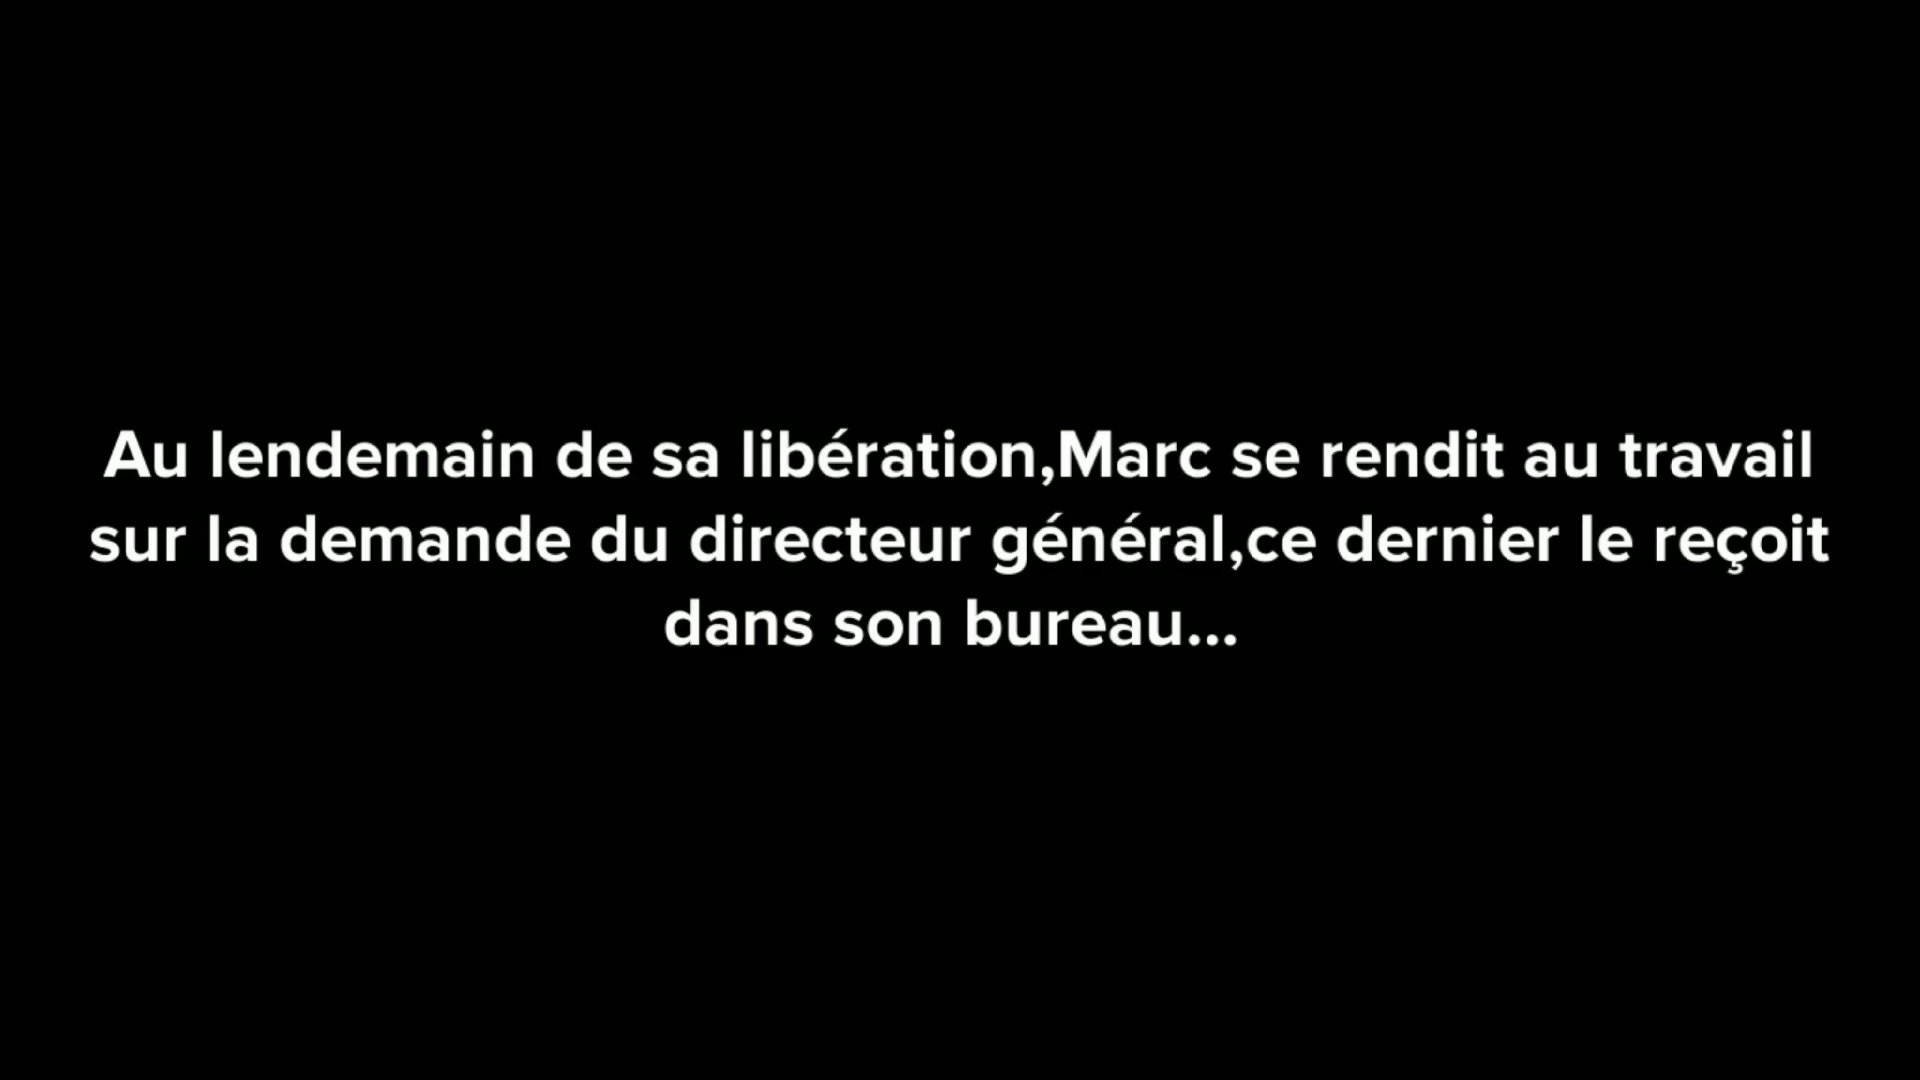 Au lendemain de sa libération,Marc se rendit au travail
sur la demande du directeur général,ce dernier le reçoit
dans son bureau...